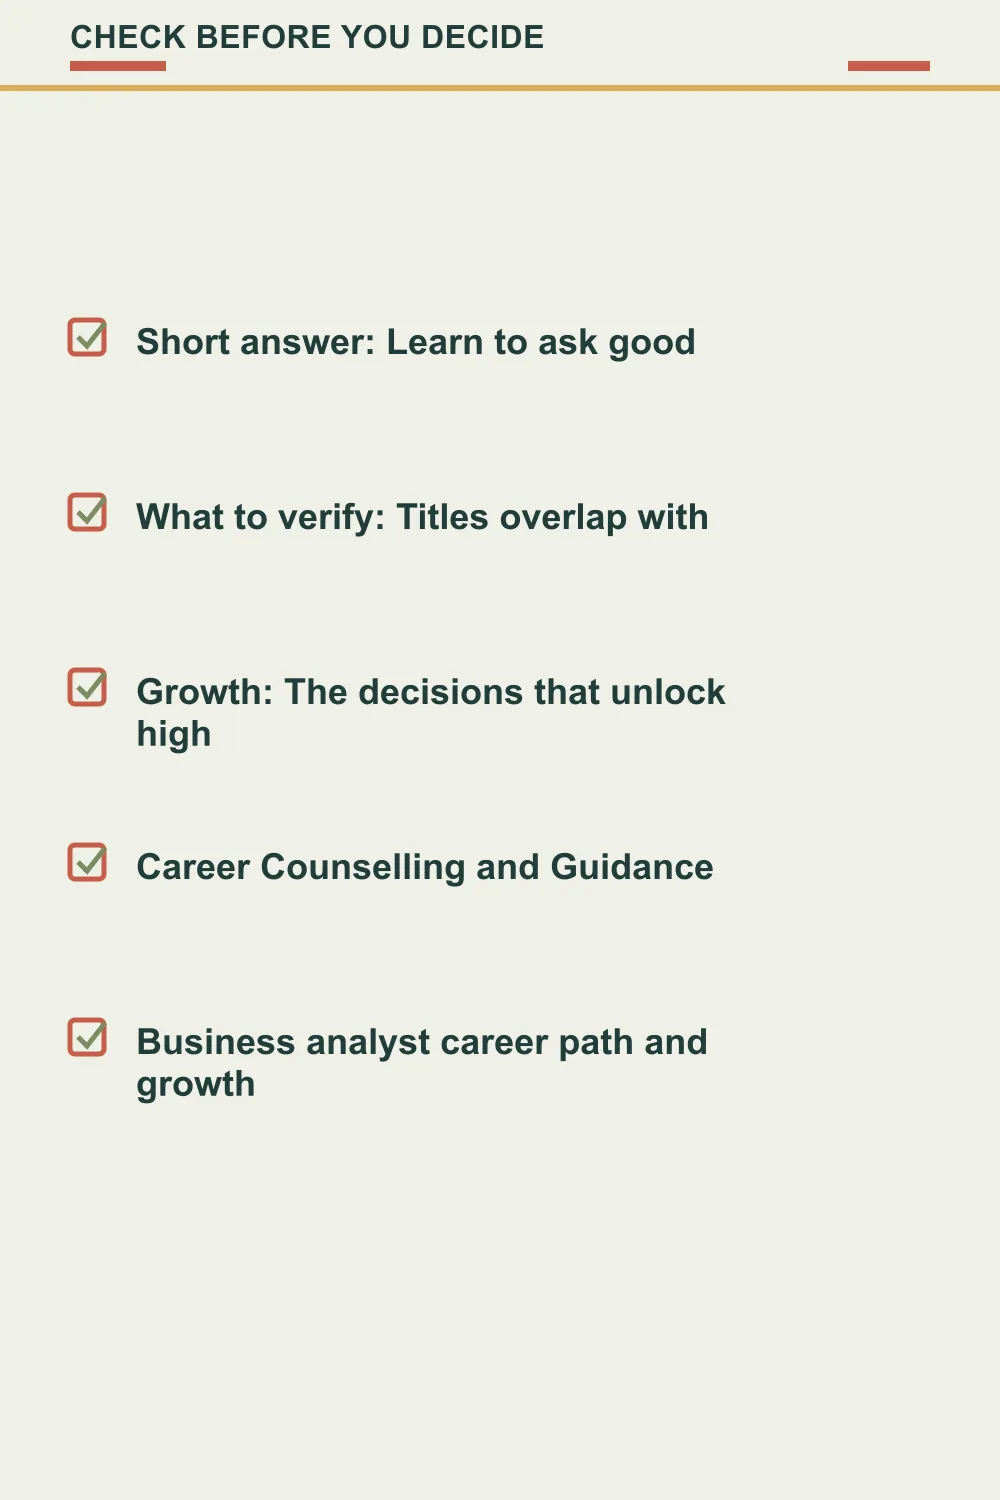 CHECK BEFORE YOU DECIDE
Short answer: Learn to ask good
What to verify: Titles overlap with
Growth: The decisions that unlock
high
Career Counselling and Guidance
Business analyst career path and
growth